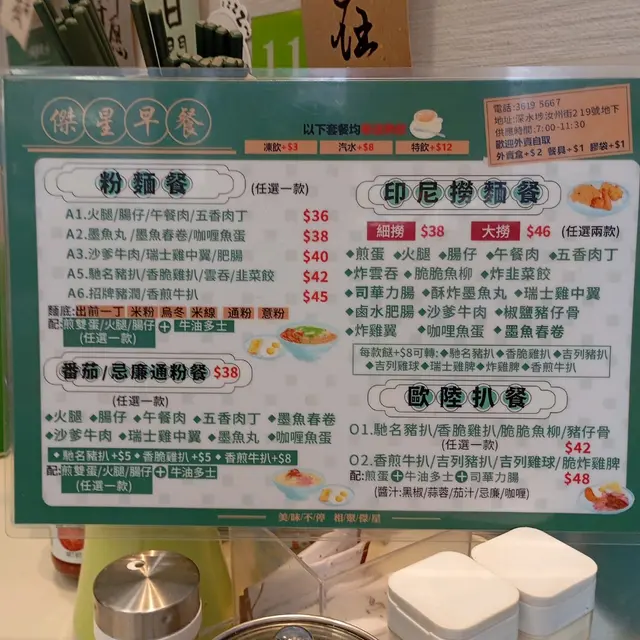 傑星早餐
以下套餐均
凍飲+$3 汽水+$8 特飲+$12
電話:3619 5667
地址:深水埗汝州街219號地下
供應時間:7:00-11:30
歡迎外賣自取
外賣盒+$2 餐具+$1 膠袋+$1
粉麵餐 (任選一款)
A1.火腿/腸仔/午餐肉/五香肉丁 $36
A2.墨魚丸/墨魚春卷/咖喱魚蛋 $38
A3.沙爹牛肉/瑞士雞中翼/肥腸 $40
A5.馳名豬扒/香脆雞扒/雲吞/韭菜餃 $42
A6.招牌豬潤/香煎牛扒 $45
麵底:出前一丁 米粉 烏冬 米線 通粉 意粉
配:煎雙蛋/火腿/腸仔+牛油多士
(任選一款)
番茄/忌廉通粉餐 $38
(任選一款)
◆火腿 ◆腸仔 ◆午餐肉 ◆五香肉丁 ◆墨魚春卷
◆沙爹牛肉 ◆瑞士雞中翼 ◆墨魚丸 ◆咖喱魚蛋
◆馳名豬扒+$5 ◆香脆雞扒+$5 ◆香煎牛扒+$8
配:煎雙蛋/火腿/腸仔+牛油多士
(任選一款)
印尼撈麵餐
細撈 $38 大撈 $46 (任選兩款)
◆煎蛋 ◆火腿 ◆腸仔 ◆午餐肉 ◆五香肉丁
◆炸雲吞 ◆脆脆魚柳 ◆炸韭菜餃
◆司華力腸 ◆酥炸墨魚丸 ◆瑞士雞中翼
◆鹵水肥腸 ◆沙爹牛肉 ◆椒鹽豬仔骨
◆炸雞翼 ◆咖喱魚蛋 ◆墨魚春卷
每款餸+$8可轉:◆馳名豬扒◆香脆雞扒◆吉列豬扒
◆吉列雞球◆瑞士雞脾◆炸雞脾◆香煎牛扒
歐陸扒餐
O1.馳名豬扒/香脆雞扒/脆脆魚柳/豬仔骨
(任選一款) $42
O2.香煎牛扒/吉列豬扒/吉列雞球/脆炸雞脾
配:煎蛋+牛油多士+司華力腸 $48
(醬汁:黑椒/蒜蓉/茄汁/忌廉/咖喱)
美味不停 相聚傑星